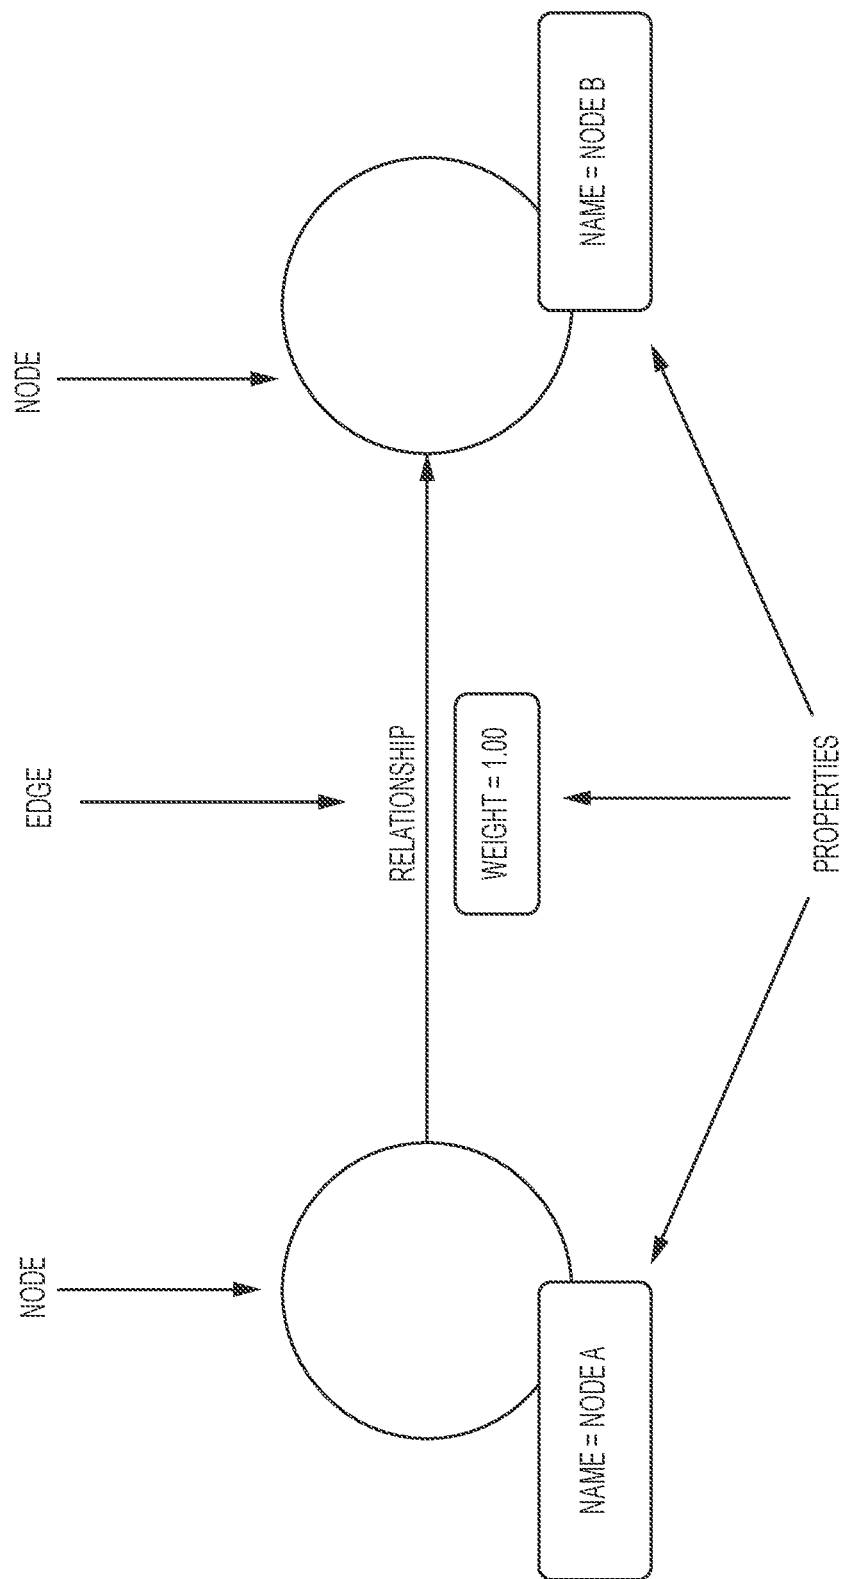 NODE
EDGE
NODE
RELATIONSHIP
WEIGHT = 1.00
NAME = NODE A
NAME = NODE B
PROPERTIES